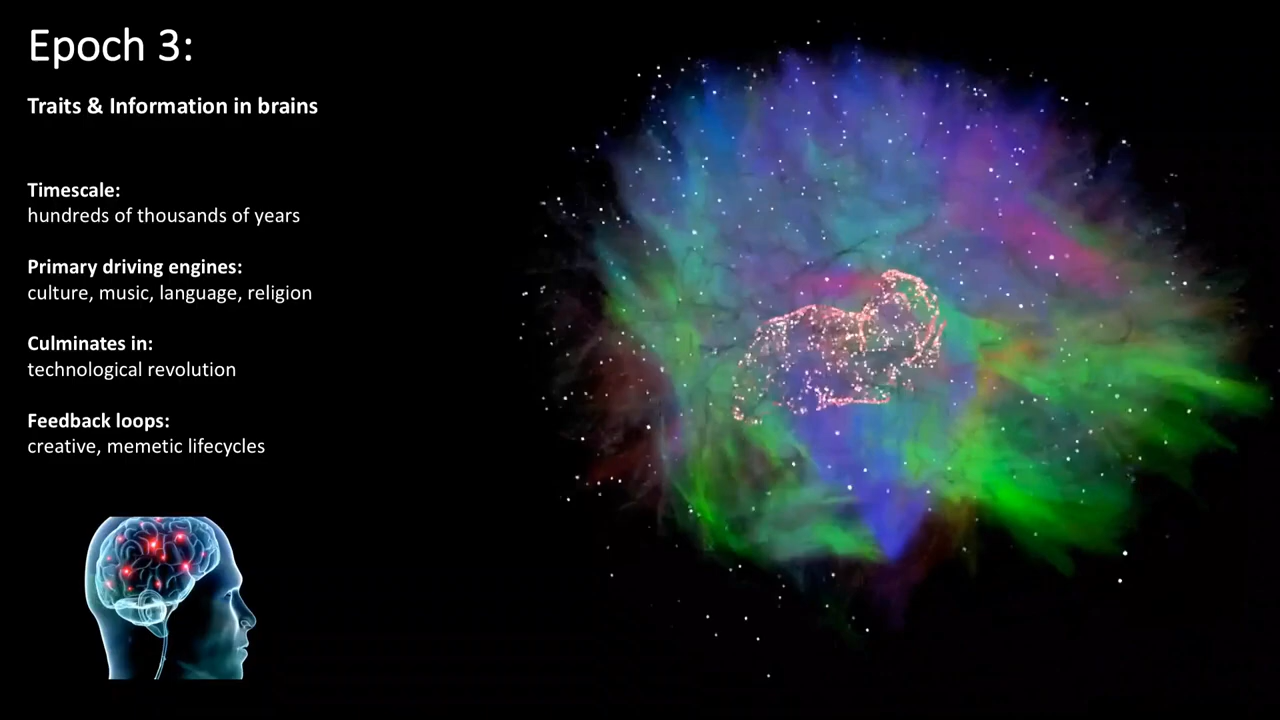 Epoch 3:
Traits & Information in brains
Timescale:
hundreds of thousands of years
Primary driving engines:
culture, music, language, religion
Culminates in:
technological revolution
Feedback loops:
creative, memetic lifecycles